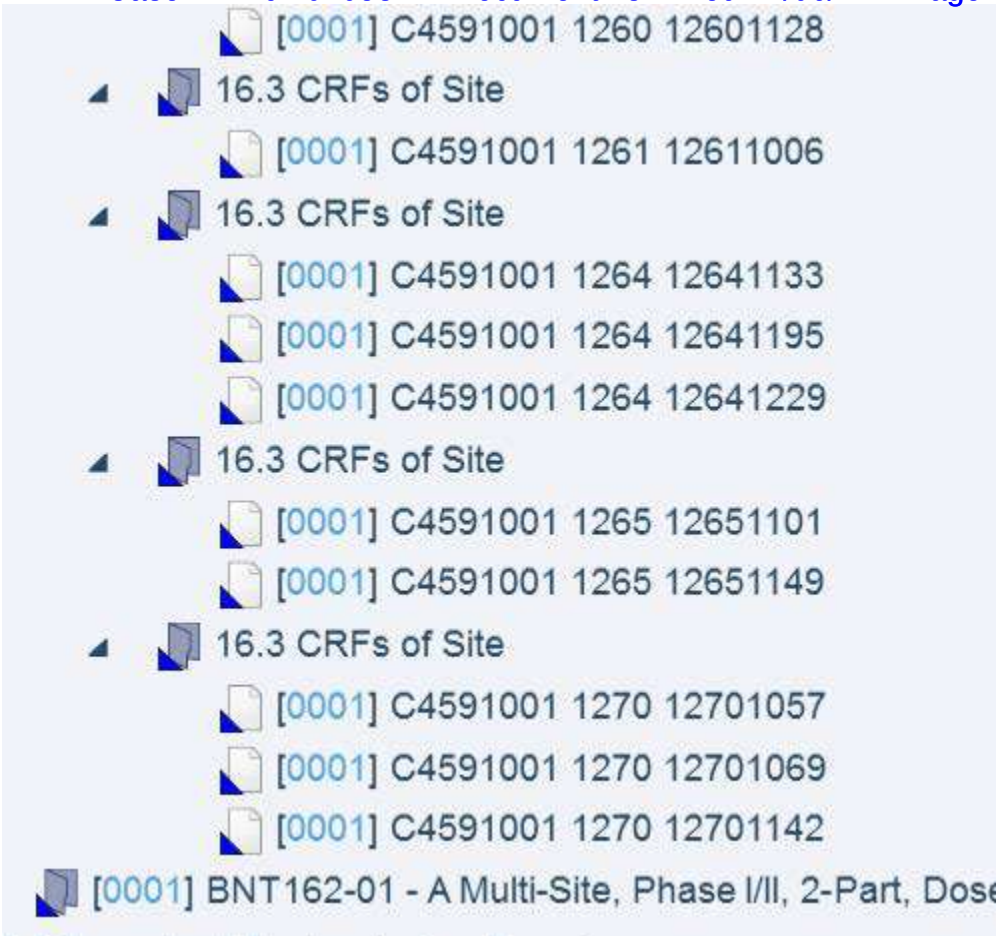 [0001] C4591001 1260 12601128
16.3 CRFs of Site
[0001] C4591001 1261 12611006
16.3 CRFs of Site
[0001] C4591001 1264 12641133
[0001] C4591001 1264 12641195
[0001] C4591001 1264 12641229
16.3 CRFs of Site
[0001] C4591001 1265 12651101
[0001] C4591001 1265 12651149
16.3 CRFs of Site
[0001] C4591001 1270 12701057
[0001] C4591001 1270 12701069
[0001] C4591001 1270 12701142
[0001] BNT162-01 - A Multi-Site, Phase I/II, 2-Part, Dose